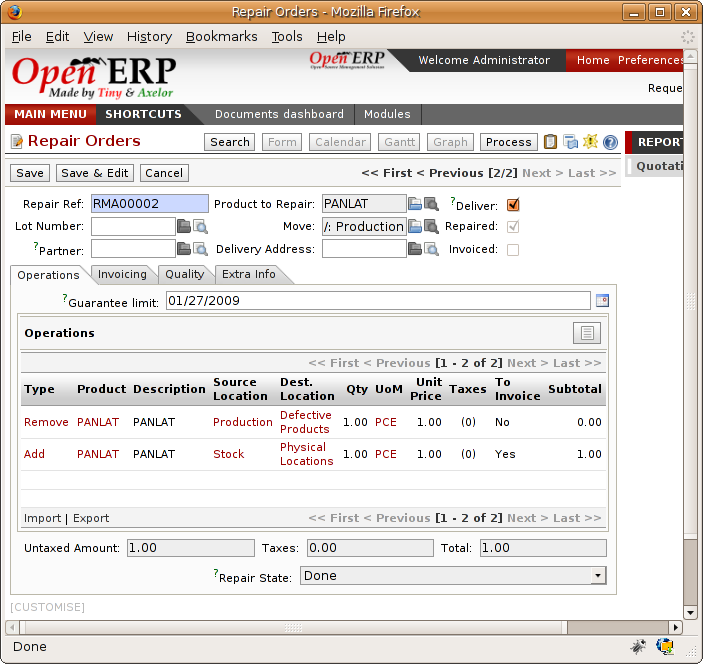 Repair Orders - Mozilla Firefox
File Edit View History Bookmarks Tools Help
Open ERP
Made by Tiny & Axelor
Open ERP
Welcome Administrator
Home Preferences
Reque
MAIN MENU SHORTCUTS Documents dashboard Modules
Repair Orders Search Form Calendar Gantt Graph Process
REPORT
Quotati
Save Save & Edit Cancel << First < Previous [2/2] Next > Last >>
Repair Ref: RMA00002 Product to Repair: PANLAT ?Deliver:
Lot Number: Move: /: Production Repaired:
?Partner: Delivery Address: Invoiced:
Operations Invoicing Quality Extra Info
?Guarantee limit: 01/27/2009
Operations
<< First < Previous [1 - 2 of 2] Next > Last >>
Type Product Description Source Location Dest. Location Qty UoM Unit Price Taxes To Invoice Subtotal
Remove PANLAT PANLAT Production Defective Products 1.00 PCE 1.00 (0) No 0.00
Add PANLAT PANLAT Stock Physical Locations 1.00 PCE 1.00 (0) Yes 1.00
Import | Export << First < Previous [1 - 2 of 2] Next > Last >>
Untaxed Amount: 1.00 Taxes: 0.00 Total: 1.00
?Repair State: Done
[CUSTOMISE]
Done